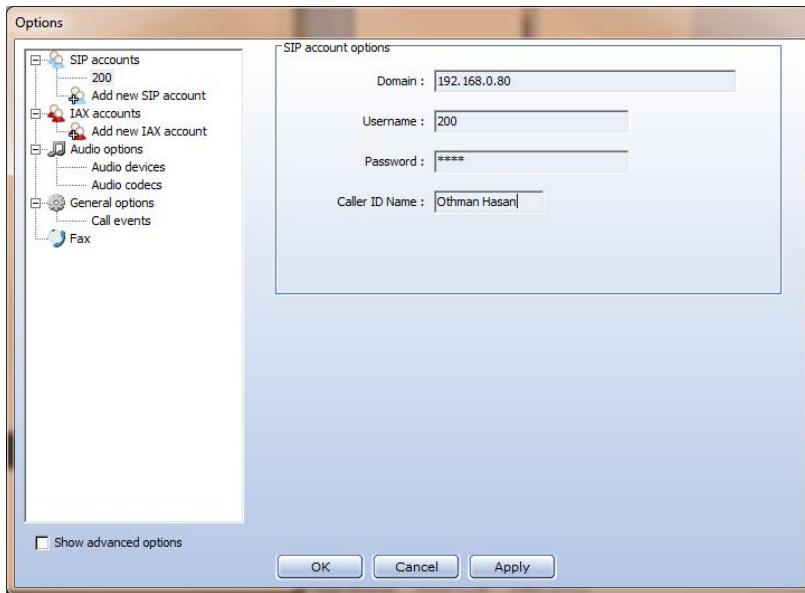 Options
SIP accounts
200
Add new SIP account
IAX accounts
Add new IAX account
Audio options
Audio devices
Audio codecs
General options
Call events
Fax
SIP account options
Domain : 192.168.0.80
Username : 200
Password : ****
Caller ID Name : Othman Hasan
Show advanced options
OK Cancel Apply